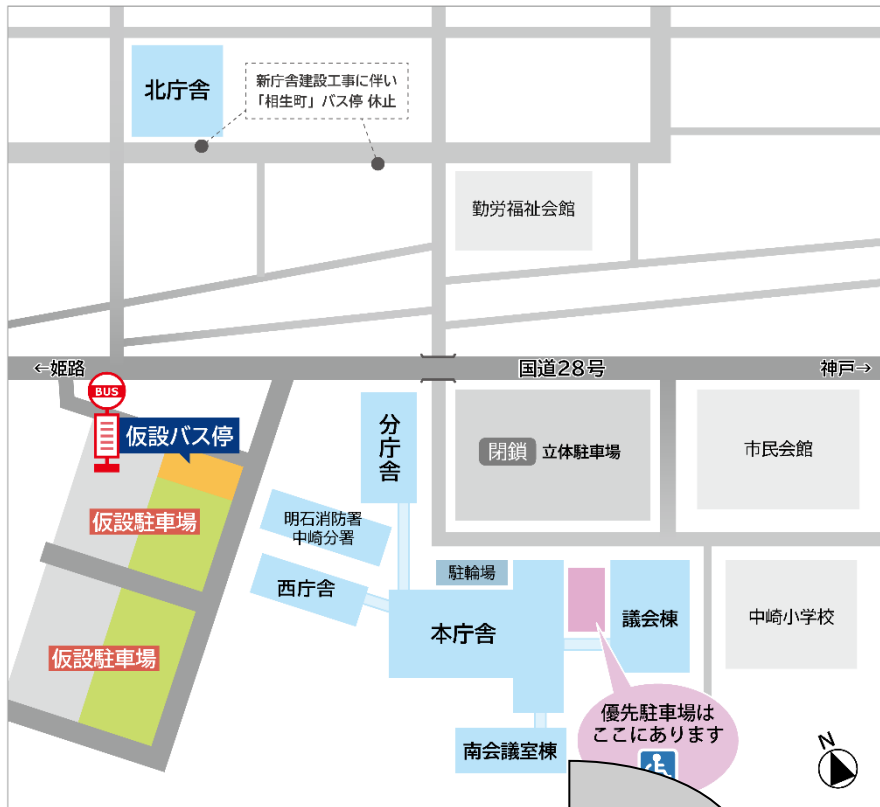 北庁舎
新庁舎建設工事に伴い
「相生町」バス停 休止
勤労福祉会館
←姫路
国道28号
神戸→
BUS
仮設バス停
分庁舎
閉鎖 立体駐車場
市民会館
仮設駐車場
明石消防署
中崎分署
駐輪場
西庁舎
本庁舎
議会棟
中崎小学校
仮設駐車場
優先駐車場は
ここにあります
南会議室棟
N